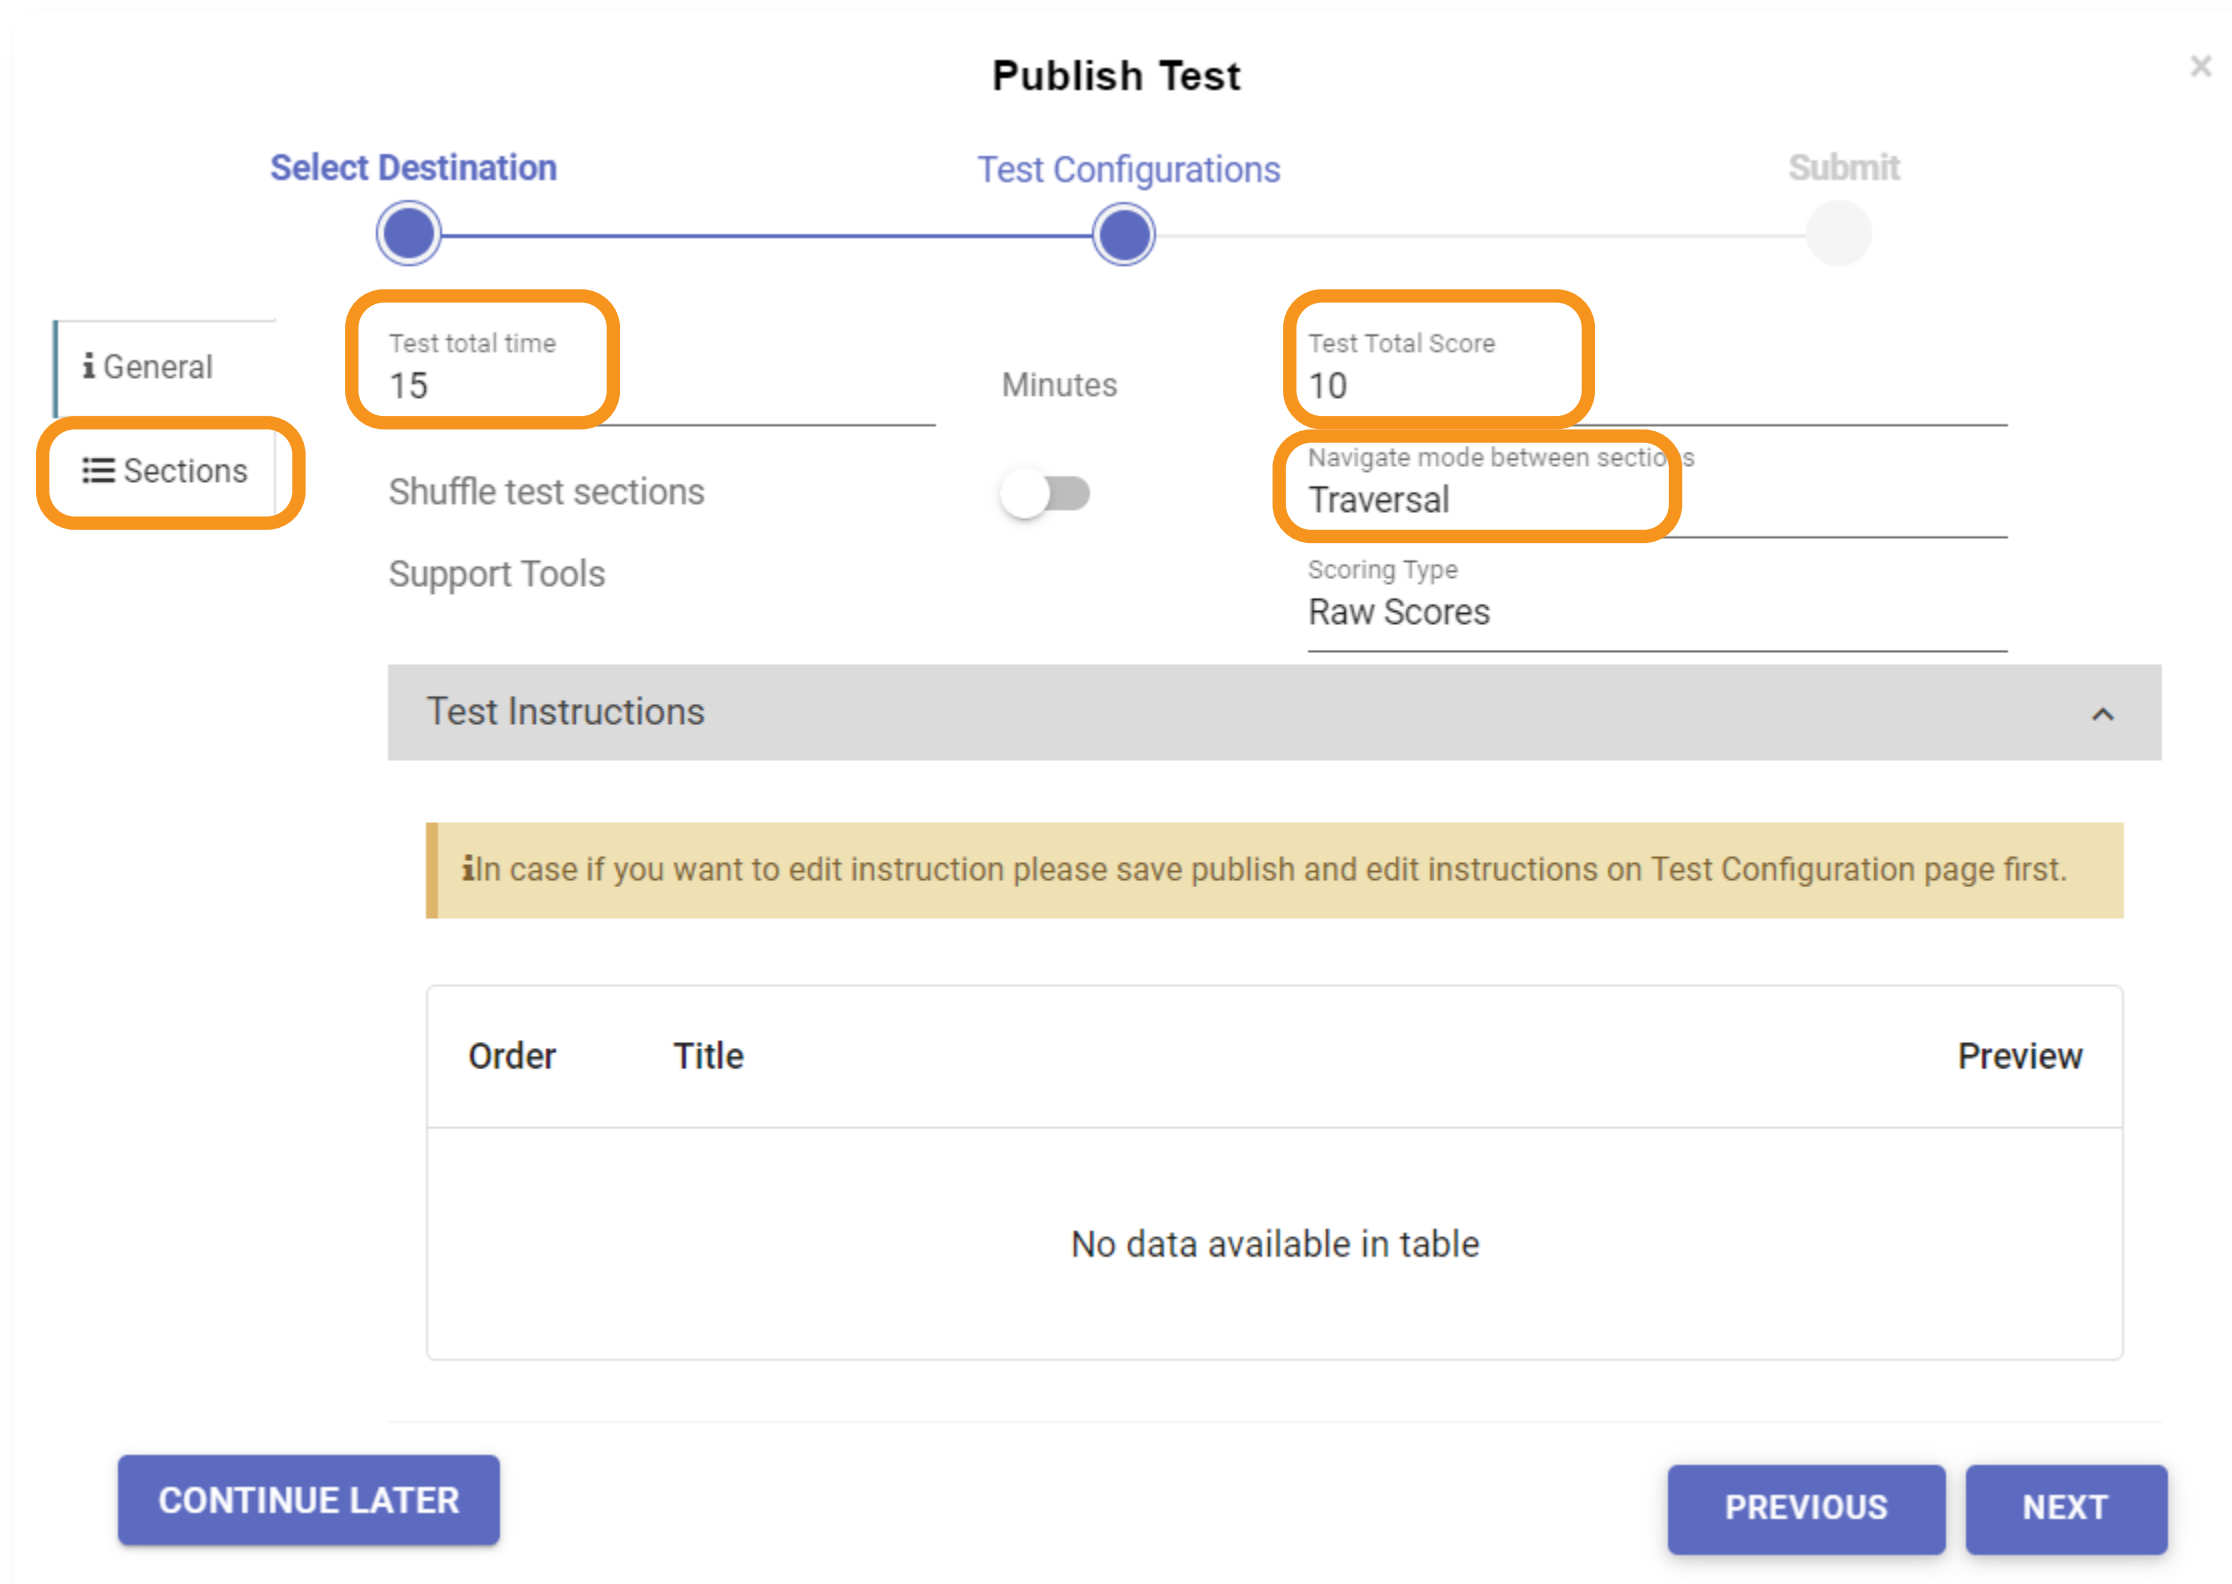 Publish Test
×
Select Destination
Test Configurations
Submit
General
Sections
Test total time
15
Minutes
Test Total Score
10
Shuffle test sections
Navigate mode between sections
Traversal
Support Tools
Scoring Type
Raw Scores
Test Instructions
In case if you want to edit instruction please save publish and edit instructions on Test Configuration page first.
Order Title Preview
No data available in table
CONTINUE LATER
PREVIOUS
NEXT